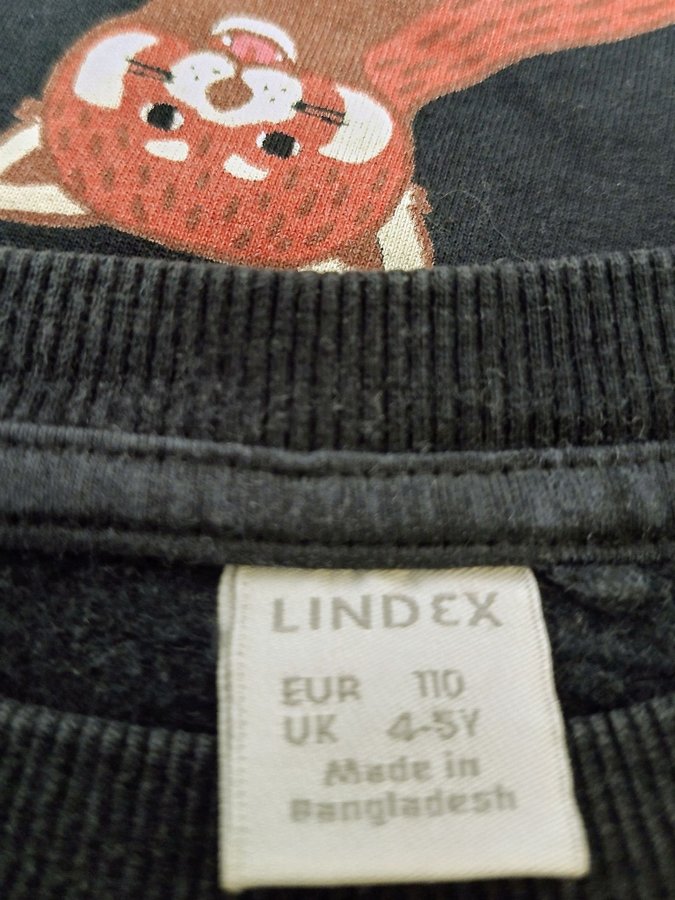 LINDEX
EUR 110
UK 4-5Y
Made in
Bangladesh